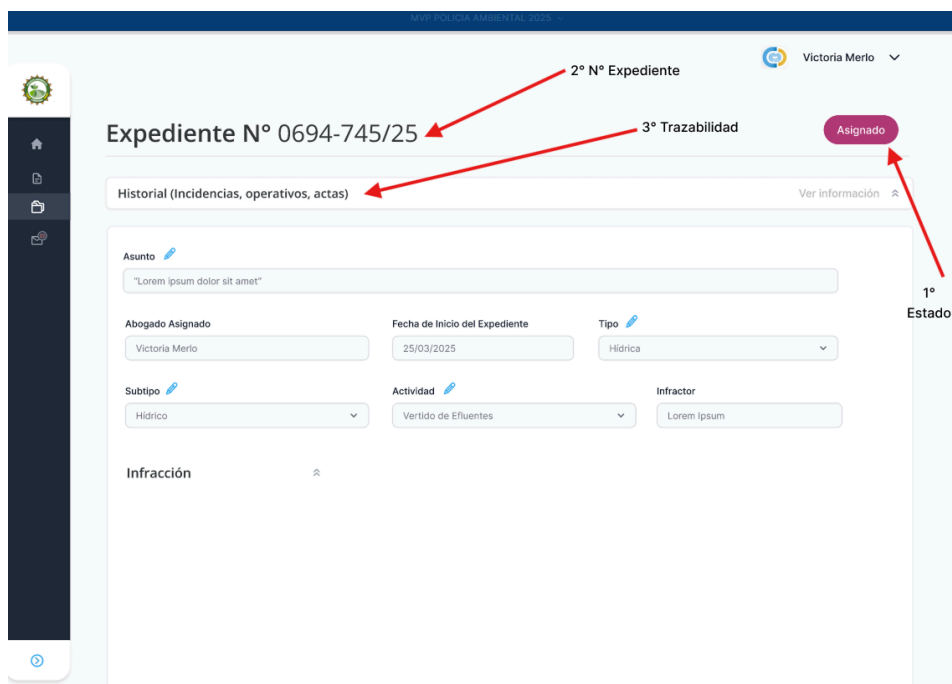 MVP POLICIA AMBIENTAL 2025
Victoria Merlo
2° N° Expediente
Expediente N° 0694-745/25
3° Trazabilidad
Asignado
Historial (Incidencias, operativos, actas)
Ver información
1°
Estado
Asunto
"Lorem ipsum dolor sit amet"
Abogado Asignado
Fecha de Inicio del Expediente
Tipo
Victoria Merlo
25/03/2025
Hídrica
Subtipo
Actividad
Infractor
Hídrico
Vertido de Efluentes
Lorem Ipsum
Infracción